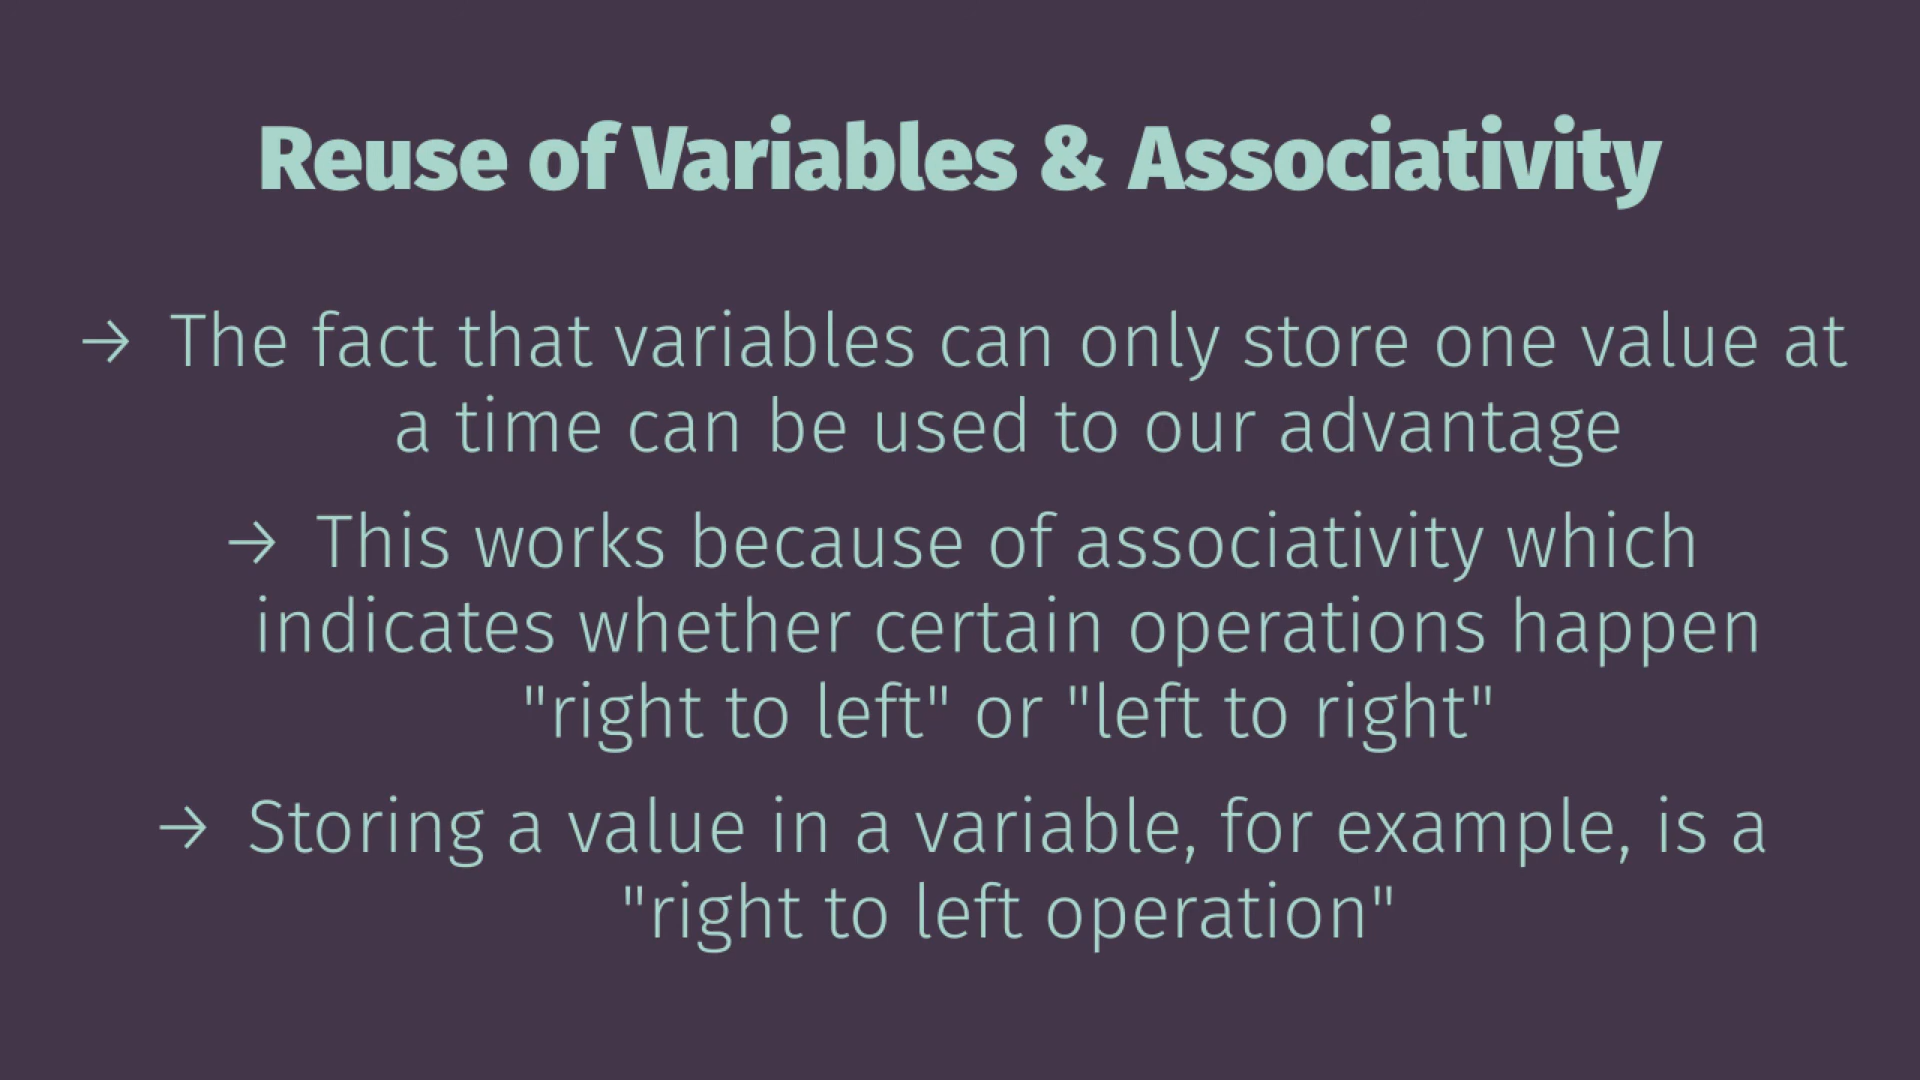 Reuse of Variables & Associativity
→ The fact that variables can only store one value at
a time can be used to our advantage
→ This works because of associativity which
indicates whether certain operations happen
"right to left" or "left to right"
→ Storing a value in a variable, for example, is a
"right to left operation"